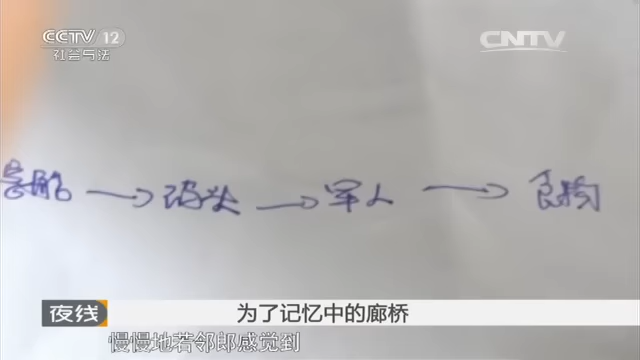 CCTV 12
社会与法
CNTV
客船 → 码头 → 军人 → 食物
夜线
为了记忆中的廊桥
慢慢地若邻郎感觉到